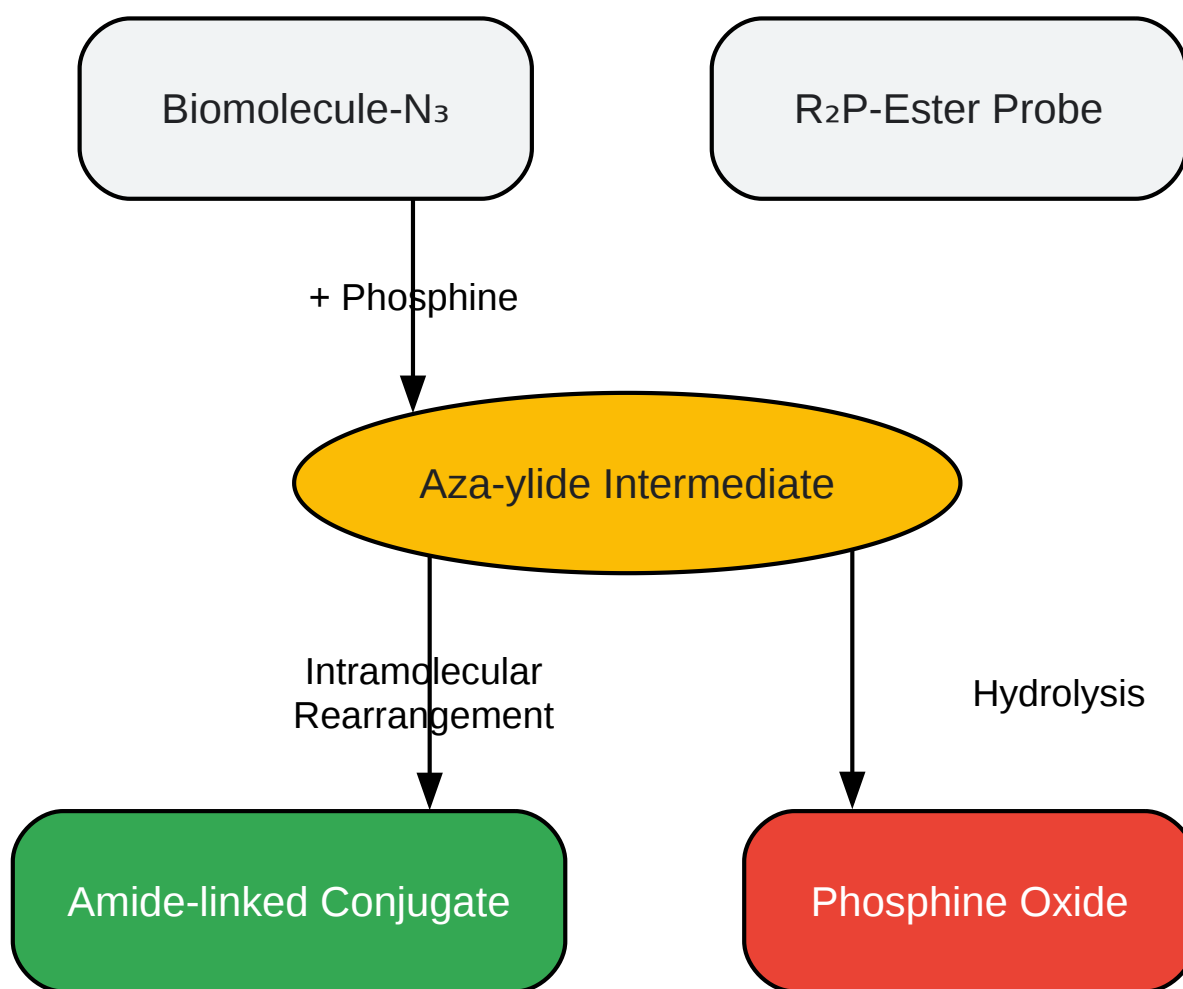 Biomolecule-N₃
R₂P-Ester Probe
+ Phosphine
Aza-ylide Intermediate
Intramolecular
Rearrangement
Hydrolysis
Amide-linked Conjugate
Phosphine Oxide